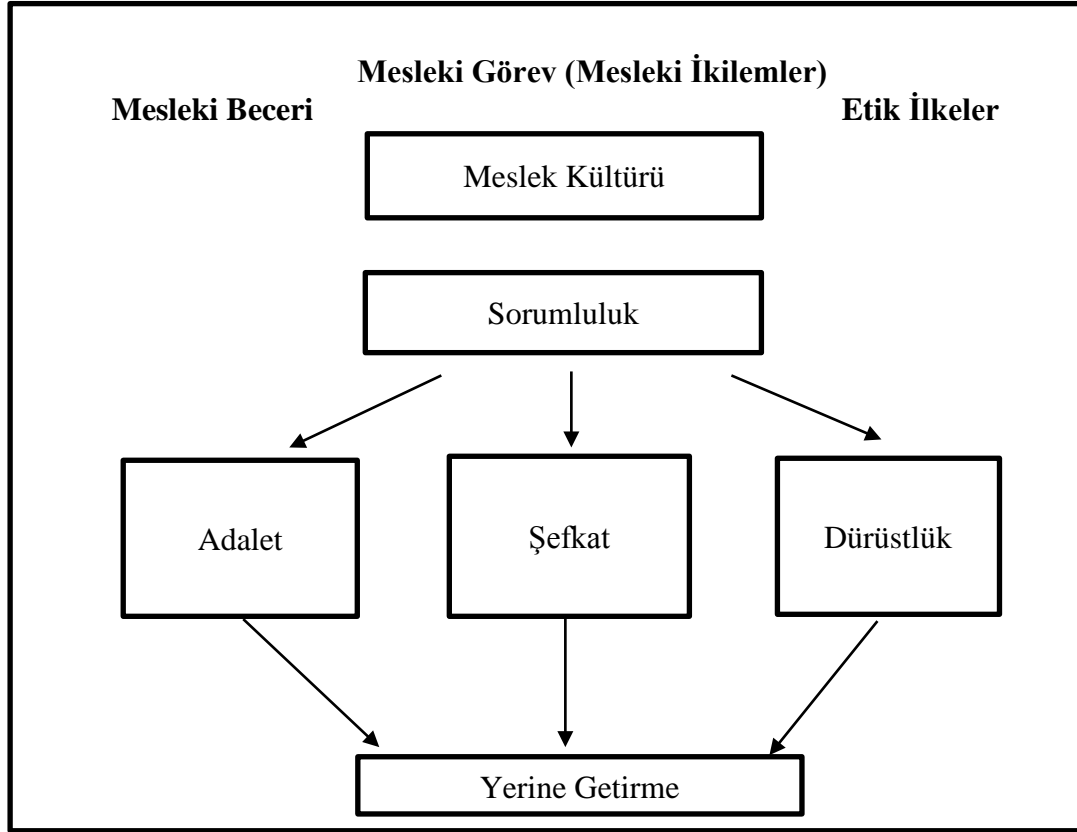 Mesleki Görev (Mesleki İkilemler)
Mesleki Beceri
Etik İlkeler
Meslek Kültürü
Sorumluluk
Adalet
Şefkat
Dürüstlük
Yerine Getirme